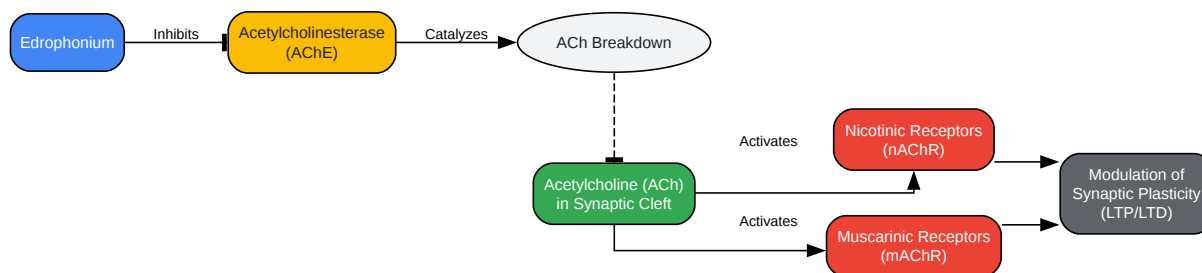 Edrophonium
Inhibits
Acetylcholinesterase
(AChE)
Catalyzes
ACh Breakdown
Acetylcholine (ACh)
in Synaptic Cleft
Activates
Nicotinic Receptors
(nAChR)
Activates
Muscarinic Receptors
(mAChR)
Modulation of
Synaptic Plasticity
(LTP/LTD)